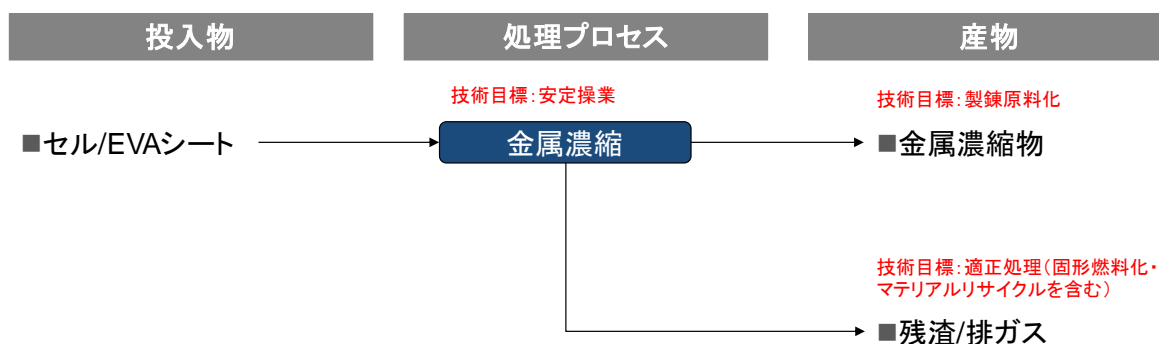 投入物
処理プロセス
産物
技術目標:安定操業
技術目標:製錬原料化
■セル/EVAシート
金属濃縮
■金属濃縮物
技術目標:適正処理(固形燃料化・
マテリアルリサイクルを含む)
■残渣/排ガス